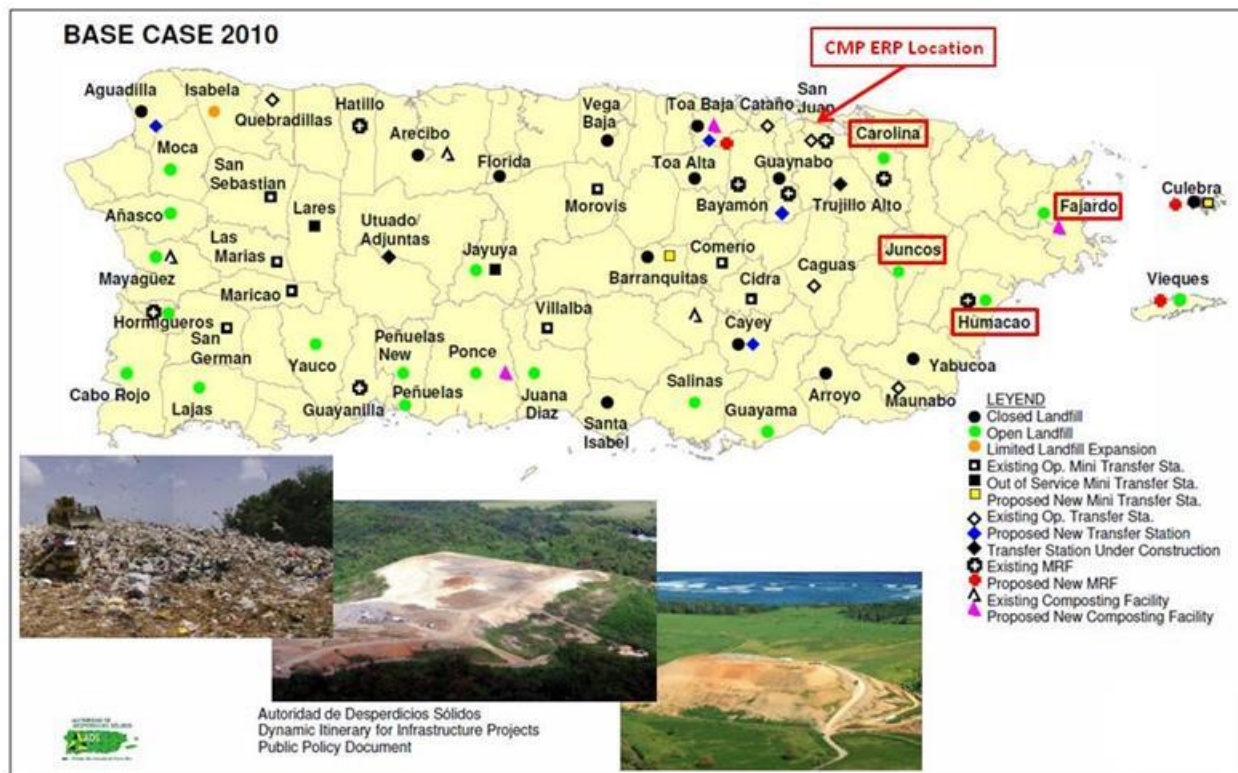 BASE CASE 2010
CMP ERP Location
Aguadilla
Isabela
Quebradillas
Hatillo
Arecibo
Florida
Vega
Baja
Toa Baja
Cataño
San
Juan
Carolina
Moca
San
Sebastian
Lares
Utuado/
Adjuntas
Morovis
Toa Alta
Bayamón
Guaynabo
Trujillo Alto
Fajardo
Culebra
Añasco
Las
Marias
Jayuya
Barranquitas
Comerío
Cidra
Caguas
Juncos
Vieques
Mayagüez
Maricao
Villalba
Cayey
Humacao
Hormigueros
San
German
Yauco
Peñuelas
New
Peñuelas
Ponce
Juana
Diaz
Salinas
Yabucoa
Cabo Rojo
Lajas
Guayanilla
Santa
Isabel
Guayama
Arroyo
Maunabo
LEYEND
Closed Landfill
Open Landfill
Limited Landfill Expansion
Existing Op. Mini Transfer Sta.
Out of Service Mini Transfer Sta.
Proposed New Mini Transfer Sta.
Existing Op. Transfer Sta.
Proposed New Transfer Station
Transfer Station Under Construction
Existing MRF
Proposed New MRF
Existing Composting Facility
Proposed New Composting Facility
Autoridad de Desperdicios Sólidos
Dynamic Itinerary for Infrastructure Projects
Public Policy Document
AUTORIDAD DE
DESPERDICIOS SÓLIDOS
ADS